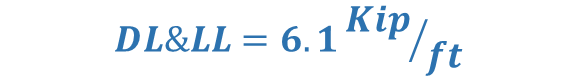 DL&LL = 6.1 Kip/ft